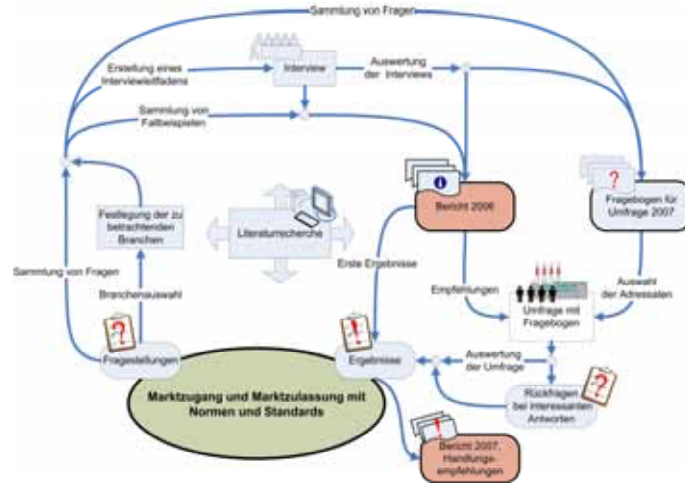 Sammlung von Fragen
Erstellung eines
Interviewleitfadens
Interview
Auswertung
der Interviews
Sammlung von
Fallbeispielen
Festlegung der zu
betrachtenden
Branchen
Literaturrecherche
Bericht 2006
Fragebogen für
Umfrage 2007
Sammlung von Fragen
Branchenauswahl
Erste Ergebnisse
Empfehlungen
Auswahl
der Adressaten
Umfrage mit
Fragebogen
Fragestellungen
Ergebnisse
Auswertung
der Umfrage
Rückfragen
bei interessanten
Antworten
Marktzugang und Marktzulassung mit
Normen und Standards
Bericht 2007,
Handlungs-
empfehlungen